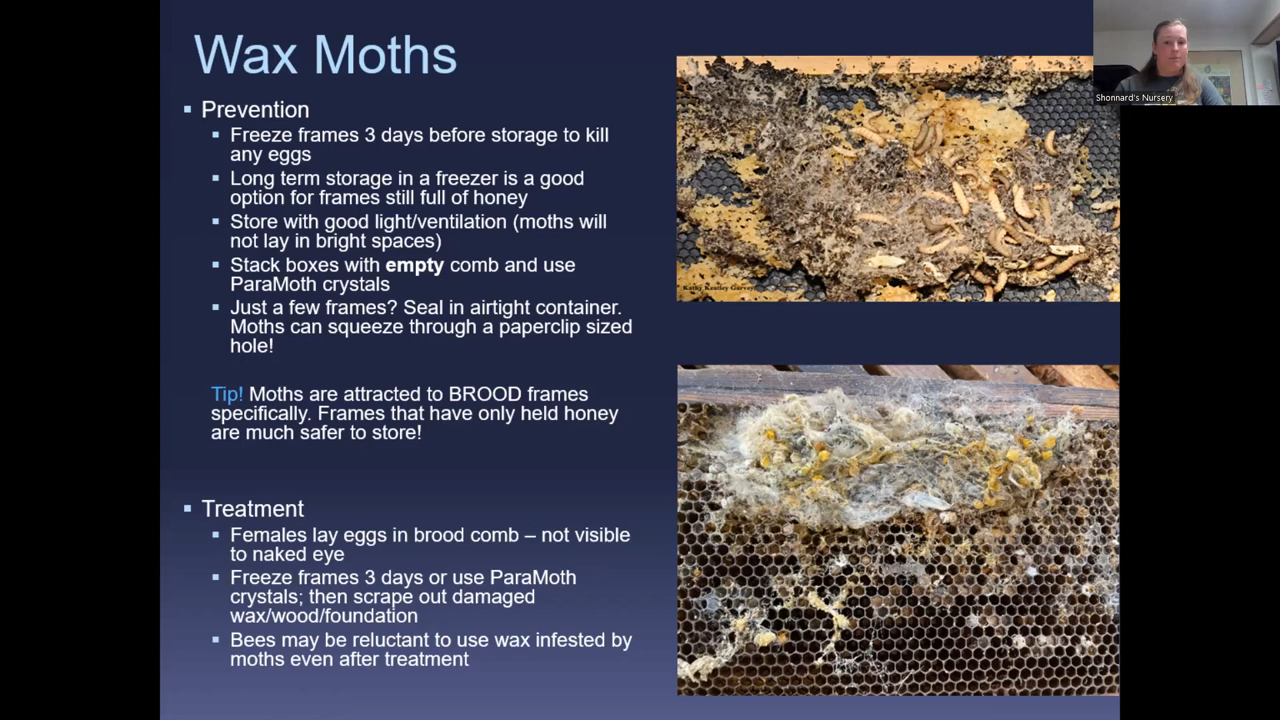 Wax Moths
Prevention
Freeze frames 3 days before storage to kill
any eggs
Long term storage in a freezer is a good
option for frames still full of honey
Store with good light/ventilation (moths will
not lay in bright spaces)
Stack boxes with empty comb and use
ParaMoth crystals
Just a few frames? Seal in airtight container.
Moths can squeeze through a paperclip sized
hole!
Tip! Moths are attracted to BROOD frames
specifically. Frames that have only held honey
are much safer to store!
Treatment
Females lay eggs in brood comb – not visible
to naked eye
Freeze frames 3 days or use ParaMoth
crystals; then scrape out damaged
wax/wood/foundation
Bees may be reluctant to use wax infested by
moths even after treatment
Kathy Keatley Garvey
Shonnard's Nursery